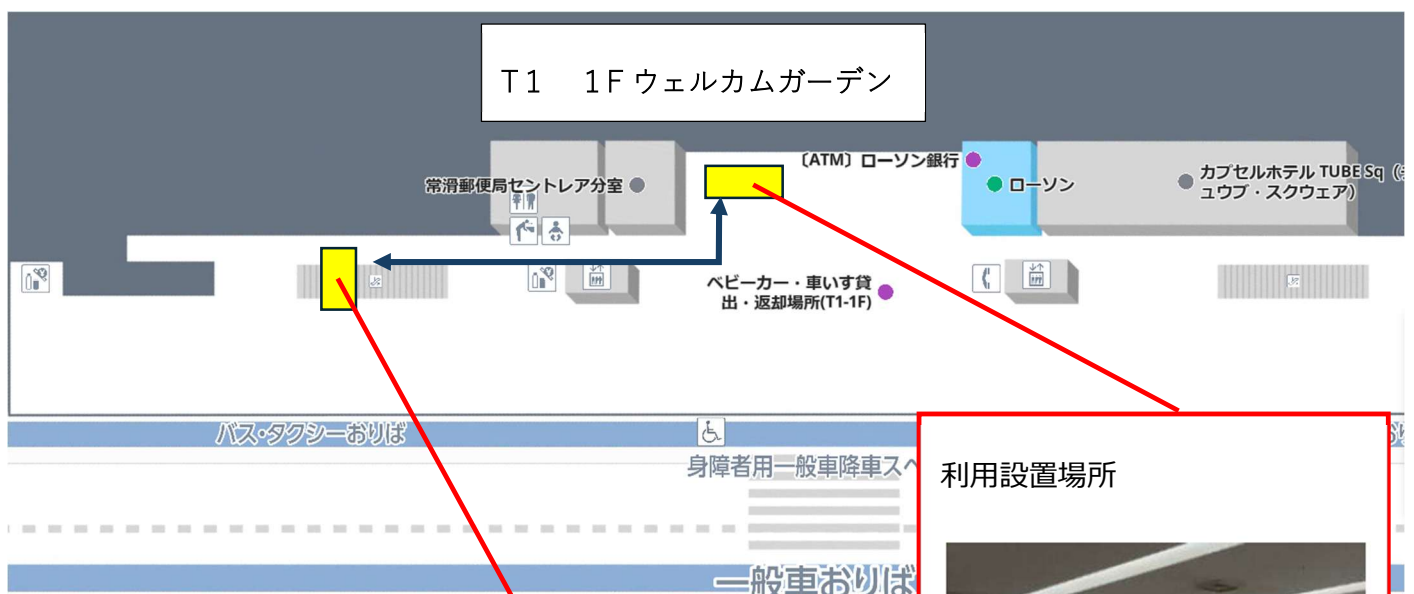 T1　1Fウェルカムガーデン
〔ATM〕ローソン銀行
常滑郵便局セントレア分室
ローソン
カプセルホテル TUBE Sq（
ュウブ・スクウェア）
ベビーカー・車いす貸
出・返却場所(T1-1F)
バス・タクシーおりば
身障者用一般車降車スペ
利用設置場所
一般車おりば